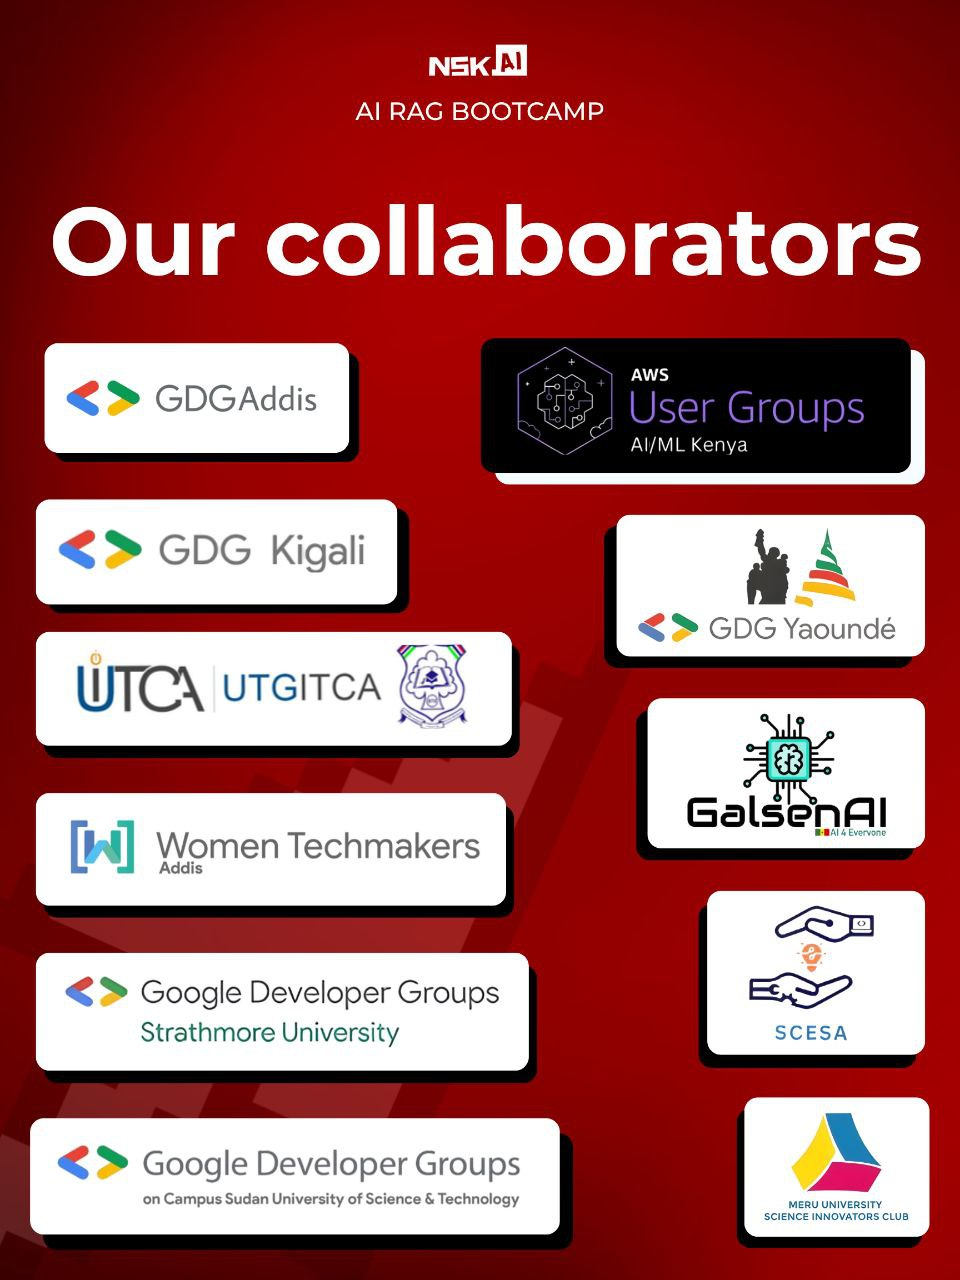 NSK.AI
AI RAG BOOTCAMP
Our collaborators
GDG Addis
AWS
User Groups
AI/ML Kenya
GDG Kigali
GDG Yaoundé
UTCA | UTGITCA
GalsenAI
AI 4 Everyone
Women Techmakers
Addis
SCESA
Google Developer Groups
Strathmore University
Google Developer Groups
on Campus Sudan University of Science & Technology
MERU UNIVERSITY
SCIENCE INNOVATORS CLUB